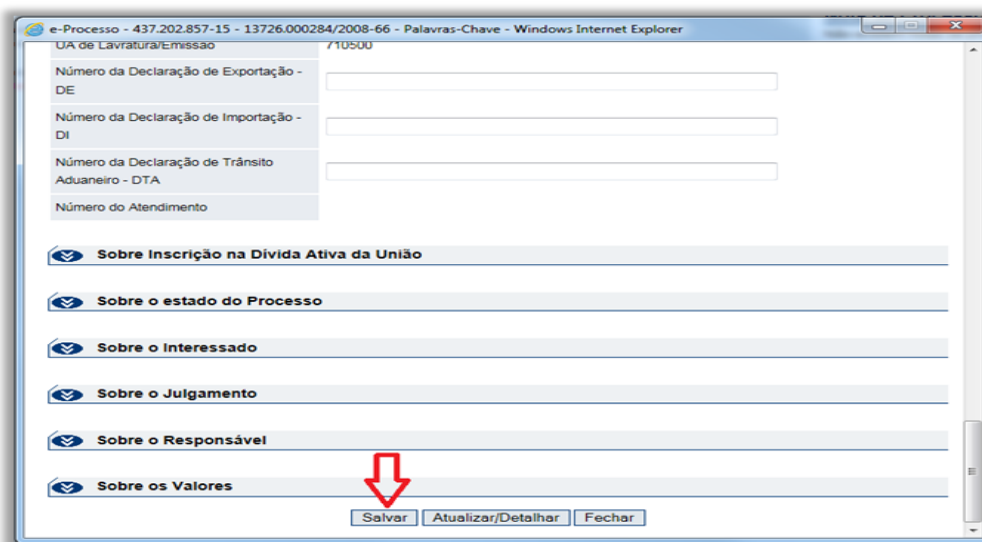 e-Processo - 437.202.857-15 - 13726.000284/2008-66 - Palavras-Chave - Windows Internet Explorer
UA de Lavratura/Emissão 710500
Número da Declaração de Exportação -
DE
Número da Declaração de Importação -
DI
Número da Declaração de Trânsito
Aduaneiro - DTA
Número do Atendimento
Sobre Inscrição na Dívida Ativa da União
Sobre o estado do Processo
Sobre o Interessado
Sobre o Julgamento
Sobre o Responsável
Sobre os Valores
Salvar Atualizar/Detalhar Fechar